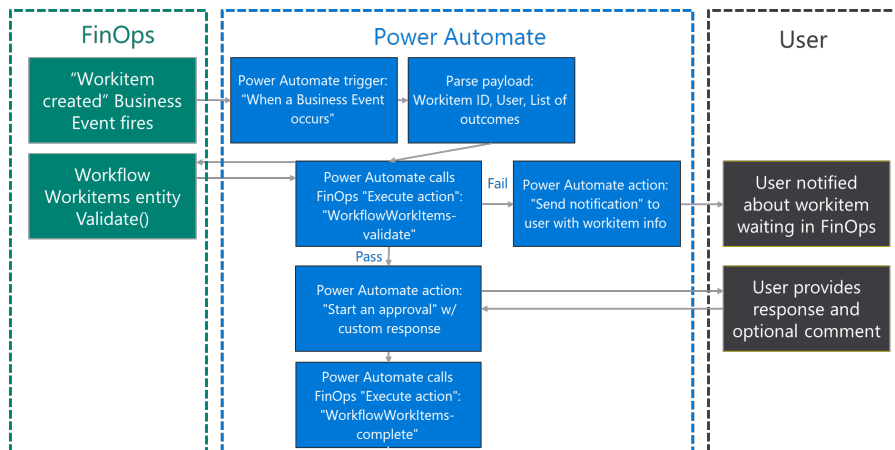 FinOps
Power Automate
User
“Workitem
created” Business
Event fires
Power Automate trigger:
"When a Business Event
occurs"
Parse payload:
Workitem ID, User, List of
outcomes
Workflow
Workitems entity
Validate()
Power Automate calls
FinOps "Execute action":
"WorkflowWorkItems-
validate"
Fail
Power Automate action:
"Send notification" to
user with workitem info
User notified
about workitem
waiting in FinOps
Pass
Power Automate action:
"Start an approval" w/
custom response
User provides
response and
optional comment
Power Automate calls
FinOps "Execute action":
"WorkflowWorkItems-
complete"